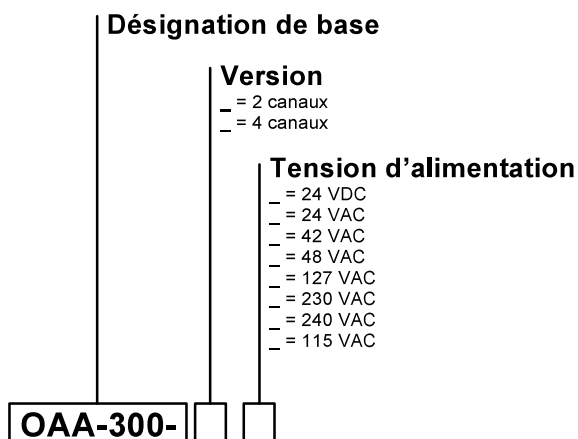 Désignation de base
Version
_ = 2 canaux
_ = 4 canaux
Tension d'alimentation
_ = 24 VDC
_ = 24 VAC
_ = 42 VAC
_ = 48 VAC
_ = 127 VAC
_ = 230 VAC
_ = 240 VAC
_ = 115 VAC
OAA-300-